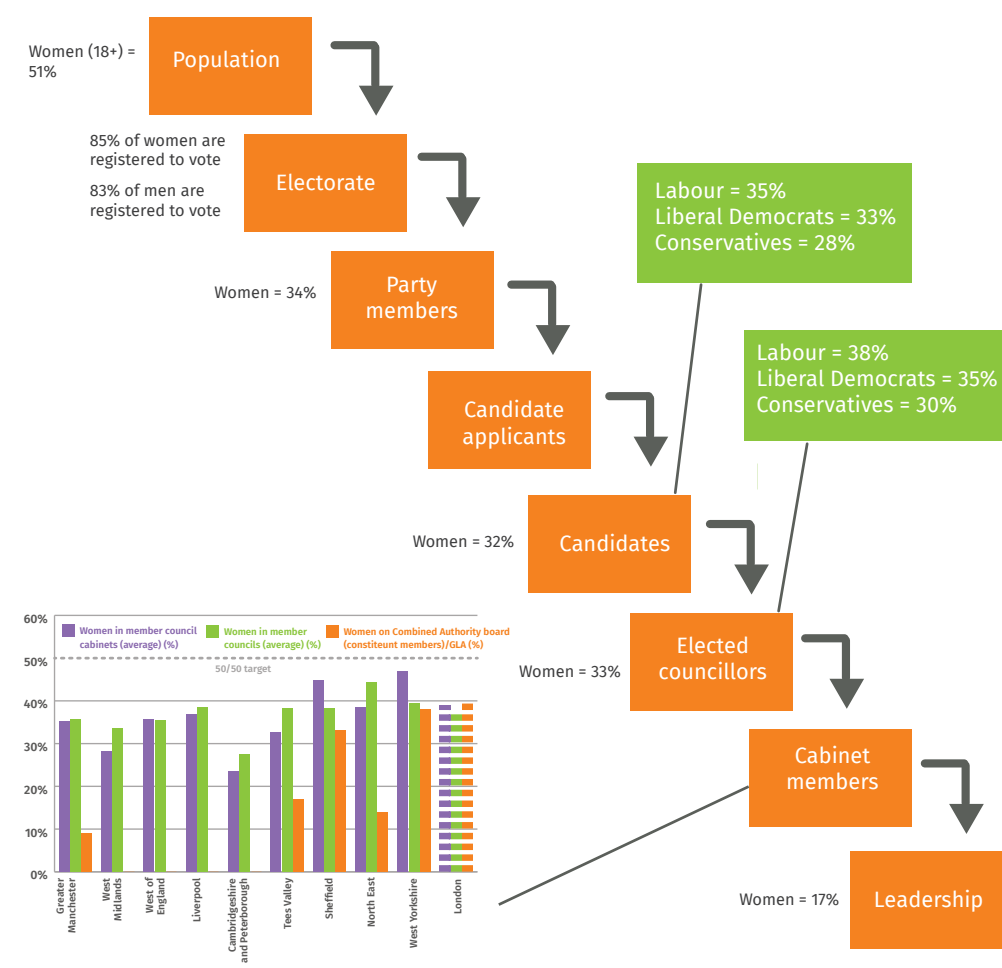 Women (18+) =
51%
Population
85% of women are
registered to vote
83% of men are
registered to vote
Electorate
Labour = 35%
Liberal Democrats = 33%
Conservatives = 28%
Women = 34%
Party
members
Labour = 38%
Liberal Democrats = 35%
Conservatives = 30%
Candidate
applicants
Women = 32%
Candidates
Women = 33%
Elected
councillors
Cabinet
members
Women = 17%
Leadership
60%
50%
40%
30%
20%
10%
0%
Women in member council
cabinets (average) (%)
Women in member
councils (average) (%)
Women on Combined Authority board
(constiteunt members)/GLA (%)
50/50 target
Greater
Manchester
West
Midlands
West of
England
Liverpool
Cambridgeshire
and Peterborough
Tees Valley
Sheffield
North East
West Yorkshire
London